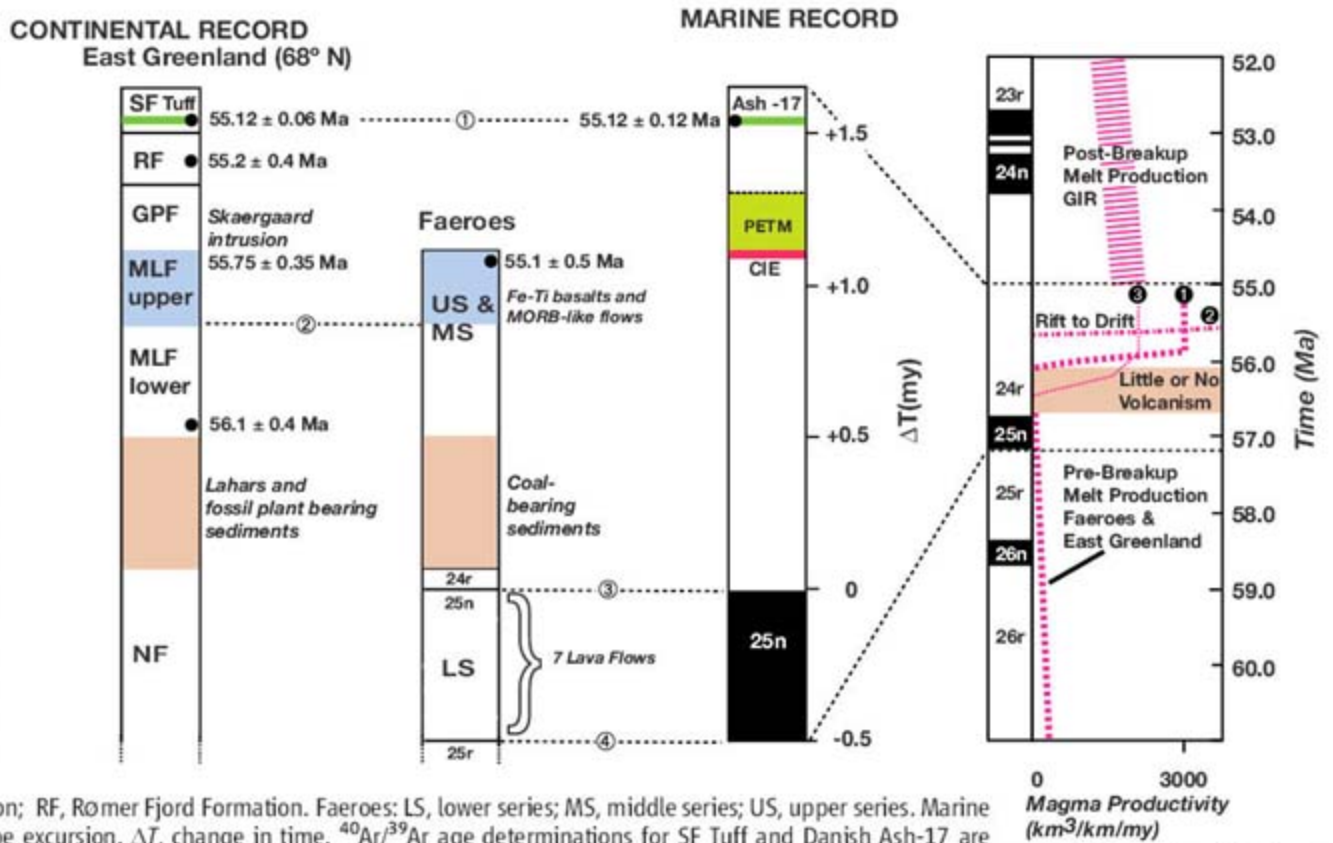 CONTINENTAL RECORD
East Greenland (68° N)
SF Tuff
55.12 ± 0.06 Ma
RF
55.2 ± 0.4 Ma
GPF
Skaergaard
intrusion
55.75 ± 0.35 Ma
MLF
upper
MLF
lower
56.1 ± 0.4 Ma
Lahars and
fossil plant bearing
sediments
NF
①
②
Faeroes
55.1 ± 0.5 Ma
US &
MS
Fe-Ti basalts and
MORB-like flows
Coal-
bearing
sediments
24r
25n
③
LS
7 Lava Flows
④
25r
MARINE RECORD
55.12 ± 0.12 Ma
Ash -17
PETM
CIE
25n
+1.5
+1.0
+0.5
0
-0.5
ΔT(my)
23r
24n
24r
25n
25r
26n
26r
Post-Breakup
Melt Production
GIR
❸
❶
❷
Rift to Drift
Little or No
Volcanism
Pre-Breakup
Melt Production
Faeroes &
East Greenland
52.0
53.0
54.0
55.0
56.0
57.0
58.0
59.0
60.0
Time (Ma)
0
3000
Magma Productivity
(km3/km/my)
on; RF, Rømer Fjord Formation. Faeroes: LS, lower series; MS, middle series; US, upper series. Marine
pe excursion. ΔT, change in time. 40Ar/39Ar age determinations for SF Tuff and Danish Ash-17 are